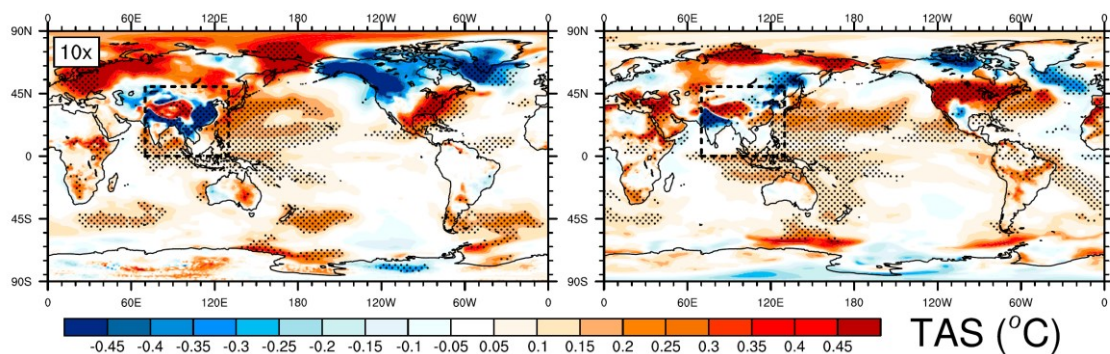 60E 120E 180 120W 60W 0 60E 120E 180 120W 60W 0
90N 90N
10x
45N 45N
0 0
45S 45S
90S 90S
0 60E 120E 180 120W 60W 0 0 60E 120E 180 120W 60W 0
-0.45 -0.4 -0.35 -0.3 -0.25 -0.2 -0.15 -0.1 -0.05 0.05 0.1 0.15 0.2 0.25 0.3 0.35 0.4 0.45
TAS (°C)